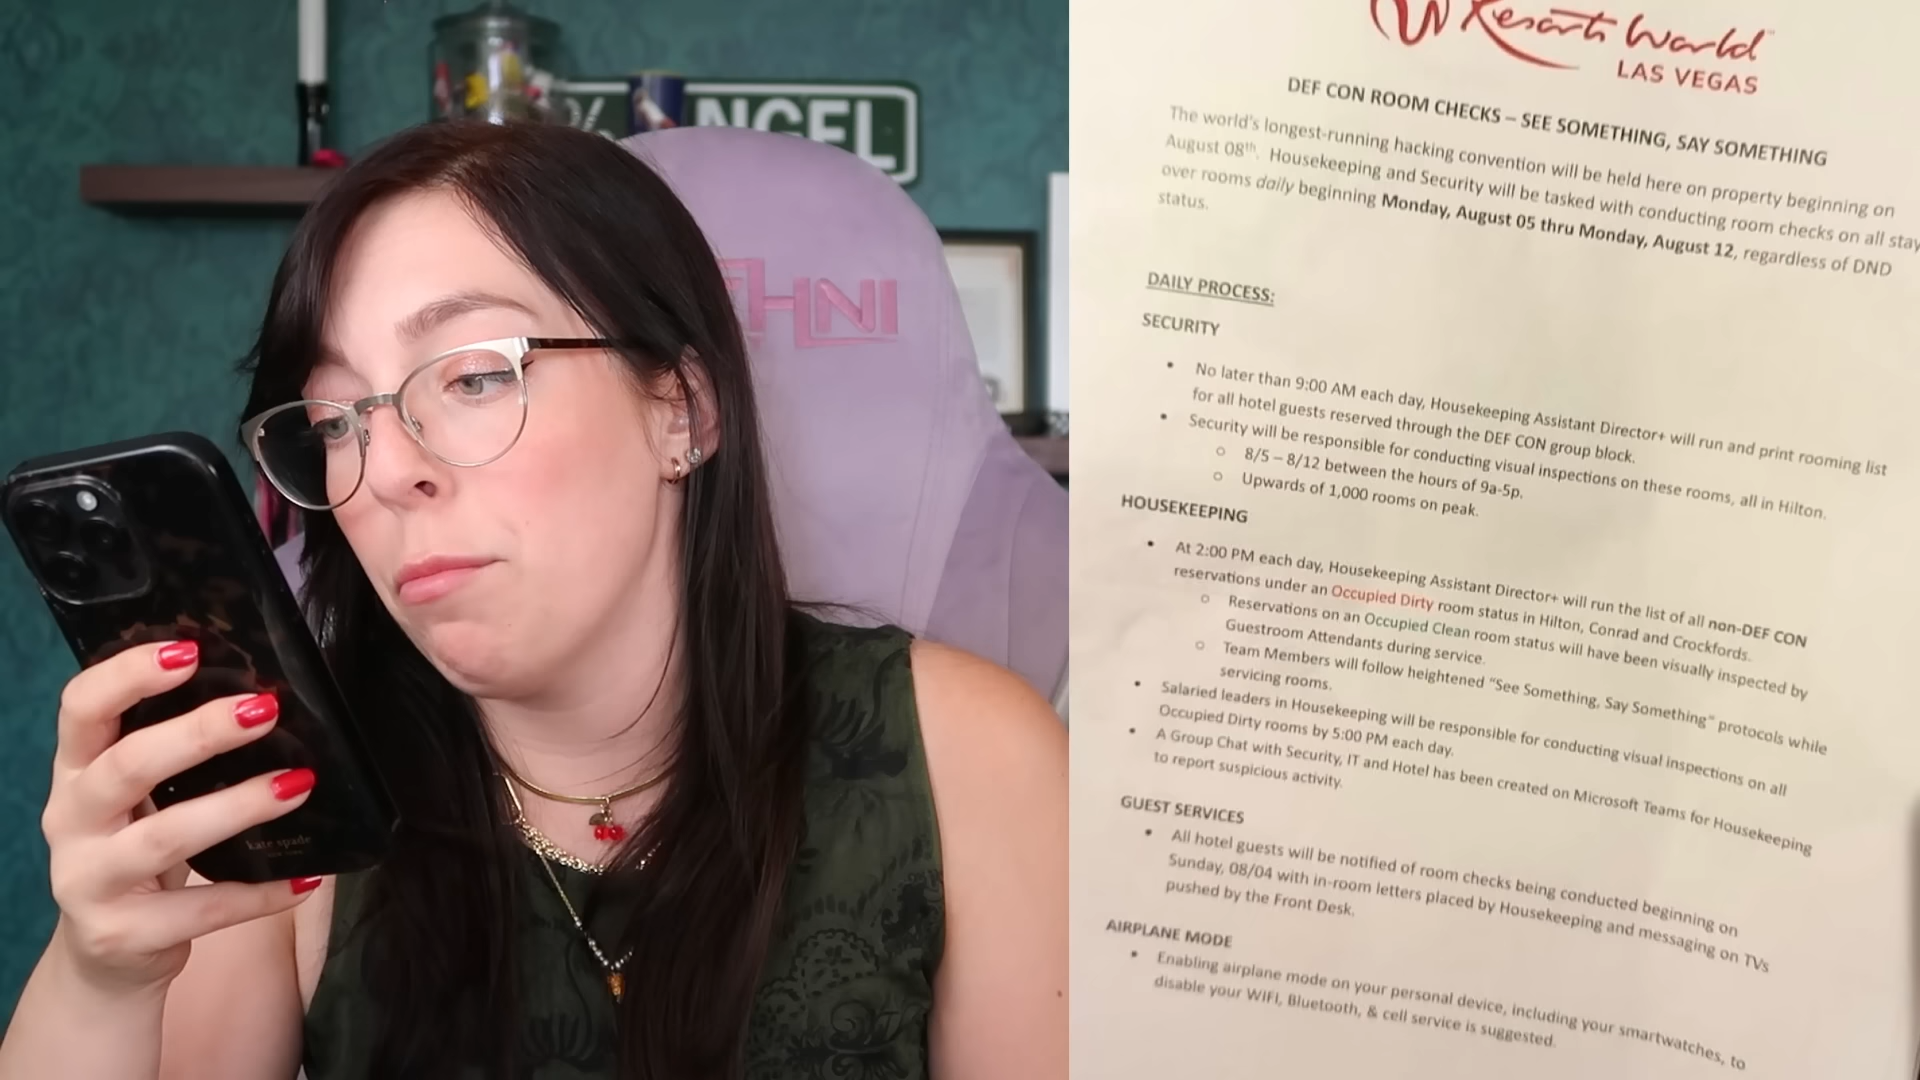 NGEL
HNI
kate spade
NEW YORK
Resorts World
LAS VEGAS
DEF CON ROOM CHECKS – SEE SOMETHING, SAY SOMETHING
The world's longest-running hacking convention will be held here on property beginning on
August 08th. Housekeeping and Security will be tasked with conducting room checks on all stay
over rooms daily beginning Monday, August 05 thru Monday, August 12, regardless of DND
status.
DAILY PROCESS:
SECURITY
• No later than 9:00 AM each day, Housekeeping Assistant Director+ will run and print rooming list
for all hotel guests reserved through the DEF CON group block.
• Security will be responsible for conducting visual inspections on these rooms, all in Hilton.
o 8/5 – 8/12 between the hours of 9a-5p.
o Upwards of 1,000 rooms on peak.
HOUSEKEEPING
• At 2:00 PM each day, Housekeeping Assistant Director+ will run the list of all non-DEF CON
reservations under an Occupied Dirty room status in Hilton, Conrad and Crockfords.
o Reservations on an Occupied Clean room status will have been visually inspected by
Guestroom Attendants during service.
o Team Members will follow heightened "See Something, Say Something" protocols while
servicing rooms.
• Salaried leaders in Housekeeping will be responsible for conducting visual inspections on all
Occupied Dirty rooms by 5:00 PM each day.
• A Group Chat with Security, IT and Hotel has been created on Microsoft Teams for Housekeeping
to report suspicious activity.
GUEST SERVICES
• All hotel guests will be notified of room checks being conducted beginning on
Sunday, 08/04 with in-room letters placed by Housekeeping and messaging on TVs
pushed by the Front Desk.
AIRPLANE MODE
• Enabling airplane mode on your personal device, including your smartwatches, to
disable your WIFI, Bluetooth, & cell service is suggested.